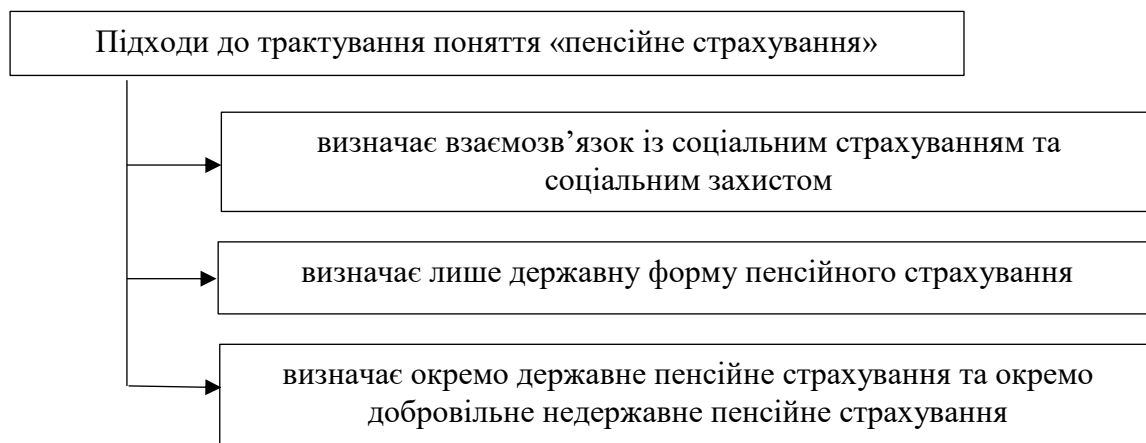 Підходи до трактування поняття «пенсійне страхування»
визначає взаємозв’язок із соціальним страхуванням та
соціальним захистом
визначає лише державну форму пенсійного страхування
визначає окремо державне пенсійне страхування та окремо
добровільне недержавне пенсійне страхування